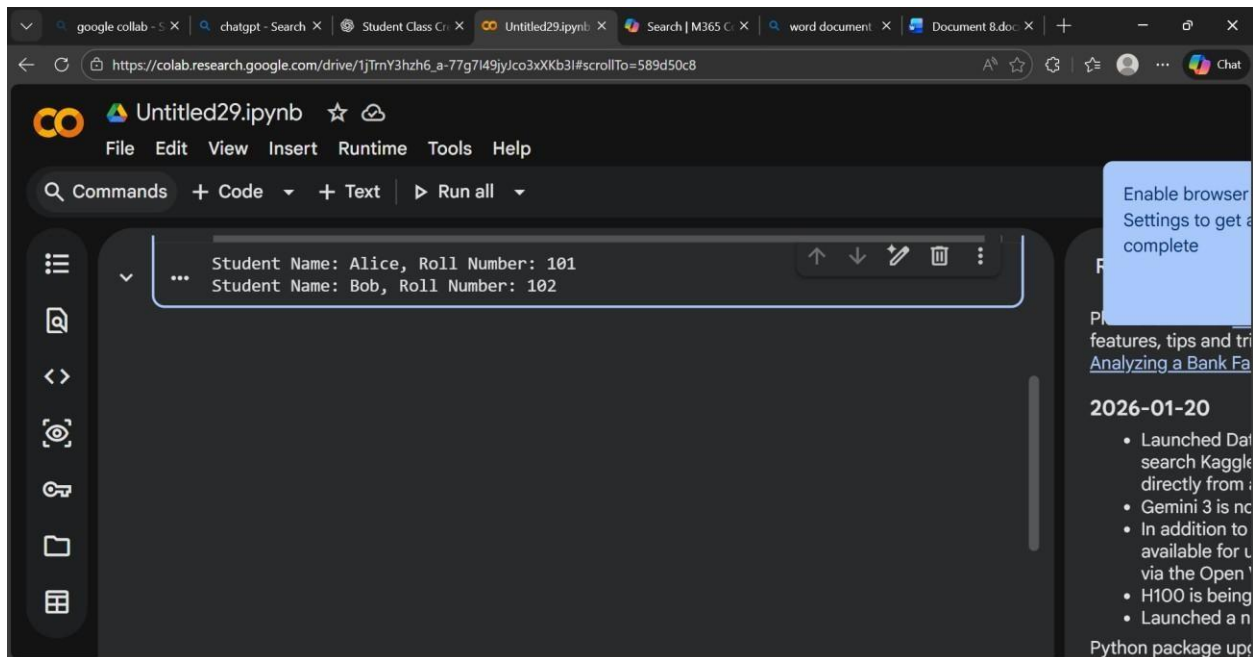 google collab - S
chatgpt - Search
Student Class Cr
Untitled29.ipynb
Search | M365 C
word document
Document 8.doc
https://colab.research.google.com/drive/1jTrnY3hzh6_a-77g7I49jyJco3xXKb3I#scrollTo=589d50c8
Chat
CO
Untitled29.ipynb
File Edit View Insert Runtime Tools Help
Commands + Code + Text Run all
Enable browser
Settings to get a
complete
Student Name: Alice, Roll Number: 101
Student Name: Bob, Roll Number: 102
features, tips and tri
Analyzing a Bank Fa
2026-01-20
• Launched Dat
search Kaggle
directly from
• Gemini 3 is no
• In addition to
available for u
via the Open
• H100 is being
• Launched a n
Python package upg